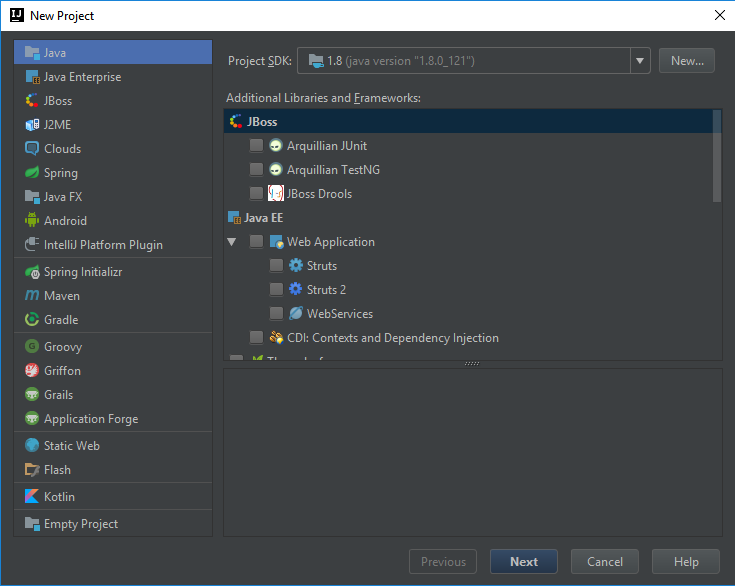 New Project
Java
Java Enterprise
JBoss
J2ME
Clouds
Spring
Java FX
Android
IntelliJ Platform Plugin
Spring Initializr
Maven
Gradle
Groovy
Griffon
Grails
Application Forge
Static Web
Flash
Kotlin
Empty Project
Project SDK: 1.8 (java version "1.8.0_121") New...
Additional Libraries and Frameworks:
JBoss
Arquillian JUnit
Arquillian TestNG
JBoss Drools
Java EE
Web Application
Struts
Struts 2
WebServices
CDI: Contexts and Dependency Injection
Previous Next Cancel Help